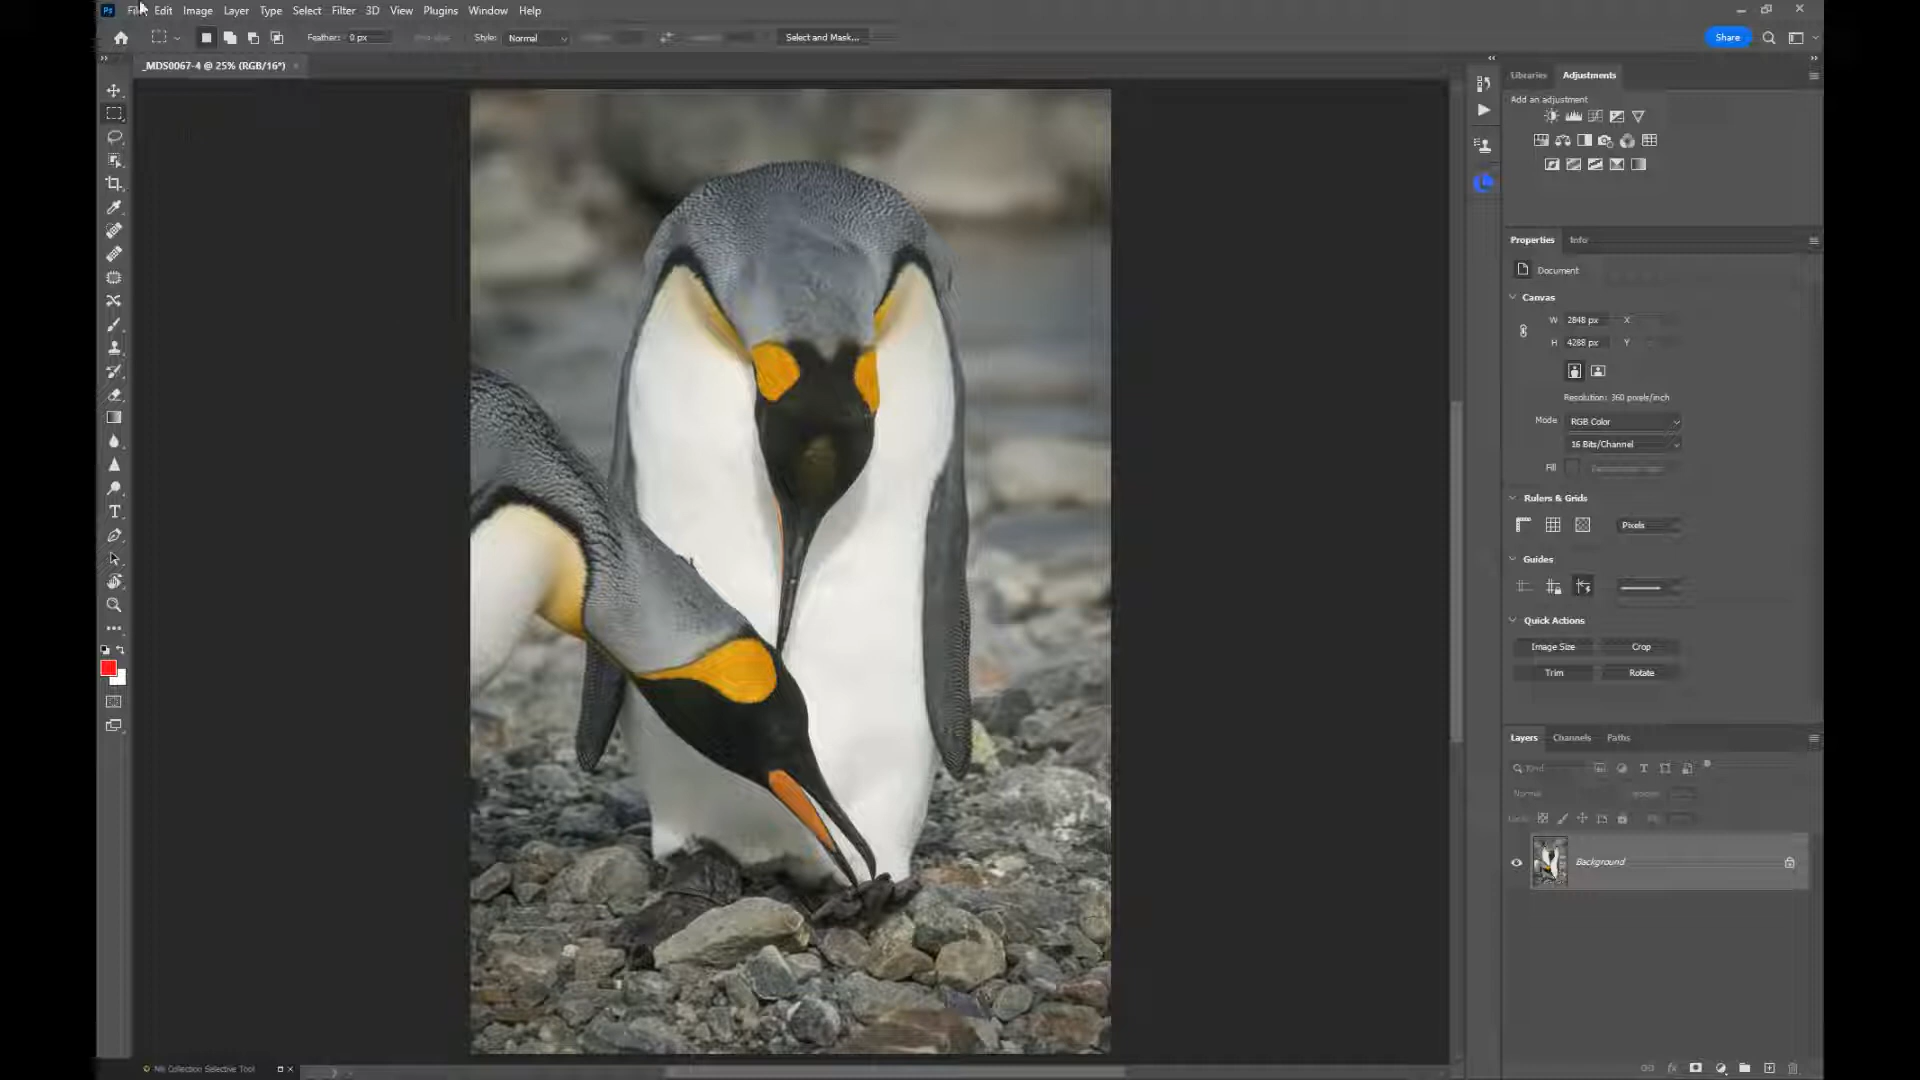 Ps File Edit Image Layer Type Select Filter 3D View Plugins Window Help
Feather: 0 px Style: Normal Select and Mask... Share
_MDS0067-4 @ 25% (RGB/16*)
Libraries Adjustments
Add an adjustment
Properties Info
Document
Canvas
W 2848 px X
H 4288 px Y
Resolution: 360 pixels/inch
Mode RGB Color
16 Bits/Channel
Fill
Rulers & Grids
Pixels
Guides
Quick Actions
Image Size Crop
Trim Rotate
Layers Channels Paths
Kind
Normal
Background
Nik Collection Selective Tool